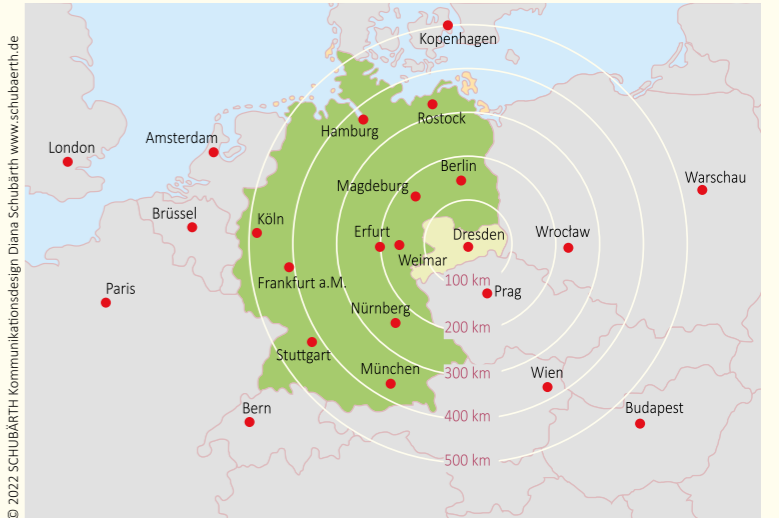 © 2022 SCHUBÄRTH Kommunikationsdesign Diana Schubärth www.schubaerth.de
Kopenhagen
Rostock
Hamburg
Amsterdam
London
Berlin
Warschau
Magdeburg
Brüssel
Köln
Erfurt
Dresden
Wrocław
Weimar
Frankfurt a.M.
100 km
Paris
Prag
Nürnberg
200 km
Stuttgart
München
300 km
Wien
Bern
Budapest
400 km
500 km